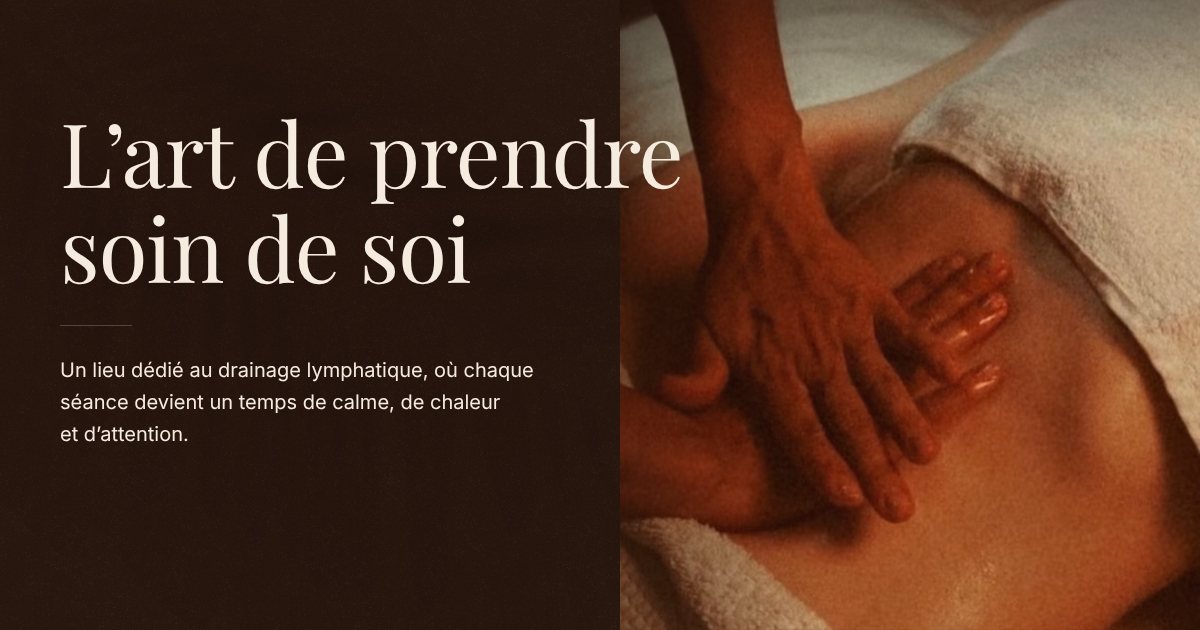 L’art de prendre
soin de soi
Un lieu dédié au drainage lymphatique, où chaque
séance devient un temps de calme, de chaleur
et d’attention.